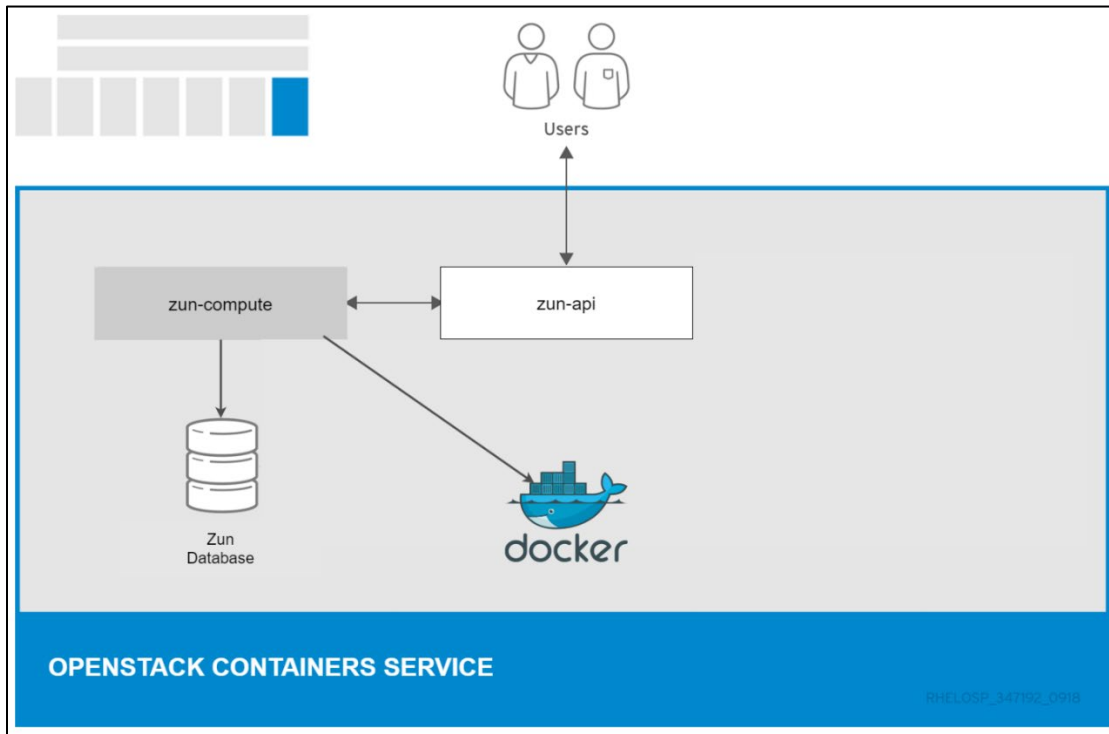 Users
zun-compute
zun-api
docker
Zun
Database
OPENSTACK CONTAINERS SERVICE
RHELOSP_347192_0918